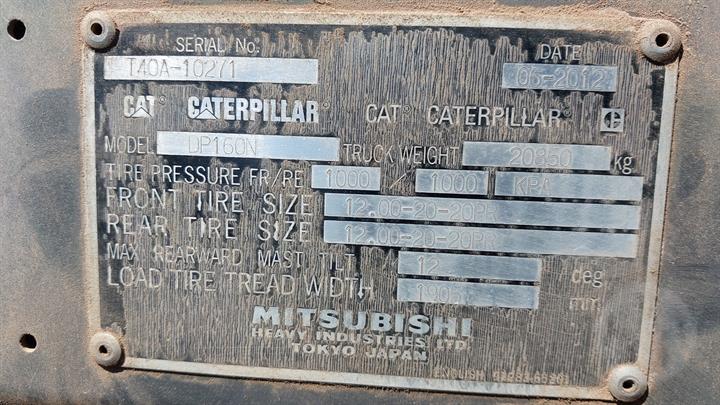 SERIAL No. DATE
T40A-10271 06-2012
CAT CATERPILLAR CAT CATERPILLAR
MODEL DP160N TRUCK WEIGHT 20850 kg
TIRE PRESSURE FR/RE 1000 / 1000 KPA
FRONT TIRE SIZE 12.00-20-20PR
REAR TIRE SIZE 12.00-20-20PR
MAX REARWARD MAST TILT 12 deg
LOAD TIRE TREAD WIDTH mm
MITSUBISHI
HEAVY INDUSTRIES, LTD.
TOKYO JAPAN
ENGLISH